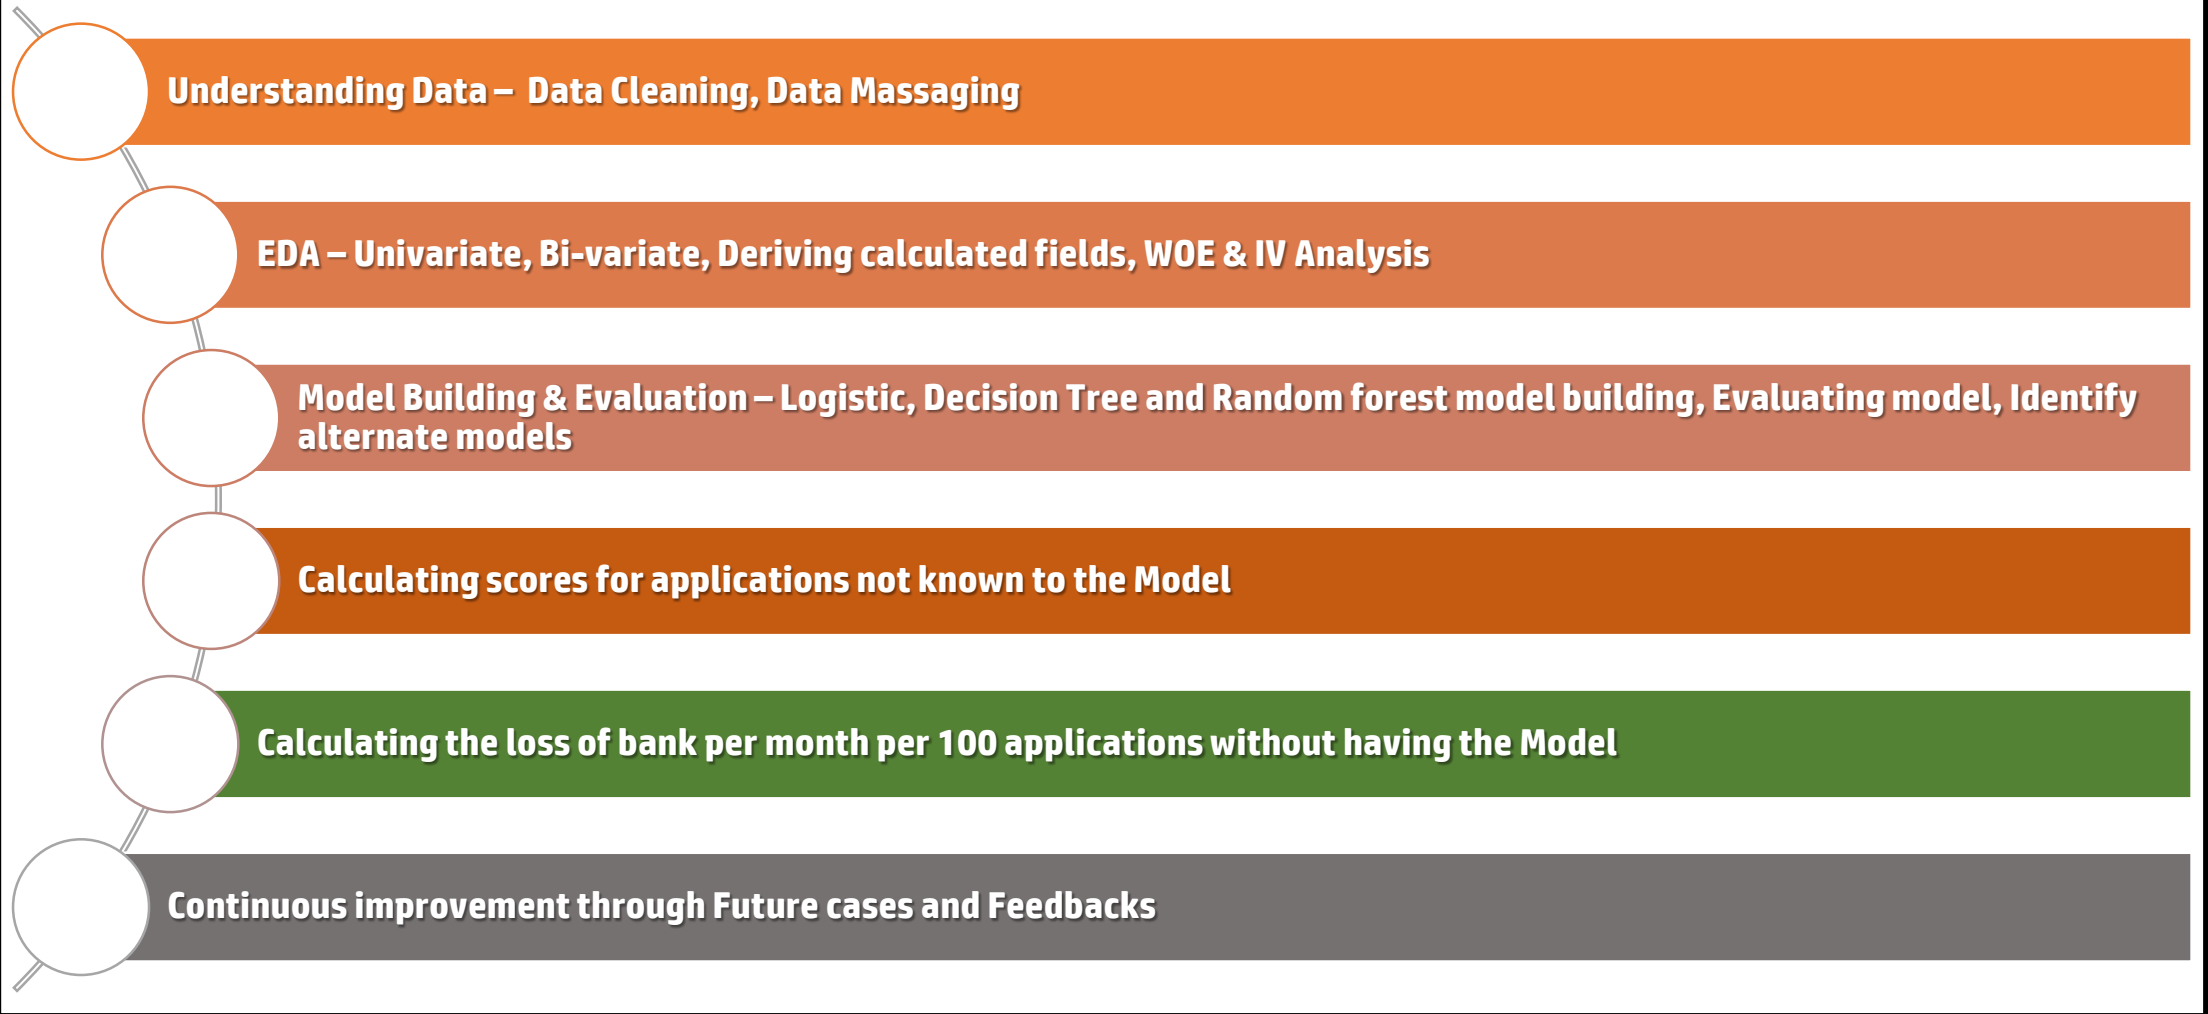 Understanding Data – Data Cleaning, Data Massaging
EDA – Univariate, Bi-variate, Deriving calculated fields, WOE & IV Analysis
Model Building & Evaluation – Logistic, Decision Tree and Random forest model building, Evaluating model, Identify
alternate models
Calculating scores for applications not known to the Model
Calculating the loss of bank per month per 100 applications without having the Model
Continuous improvement through Future cases and Feedbacks